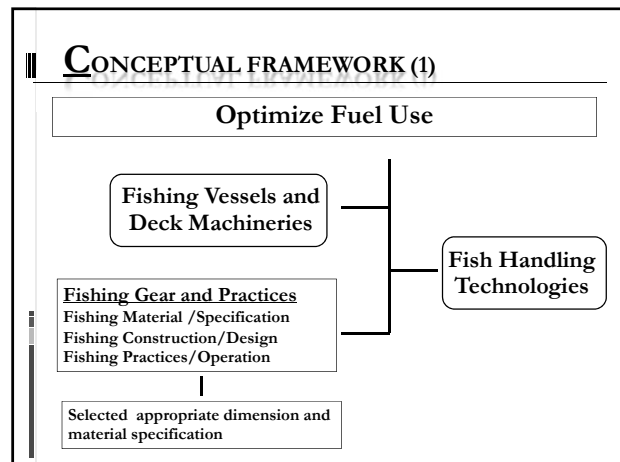 CONCEPTUAL FRAMEWORK (1)
Optimize Fuel Use
Fishing Vessels and
Deck Machineries
Fish Handling
Technologies
Fishing Gear and Practices
Fishing Material /Specification
Fishing Construction/Design
Fishing Practices/Operation
Selected appropriate dimension and
material specification